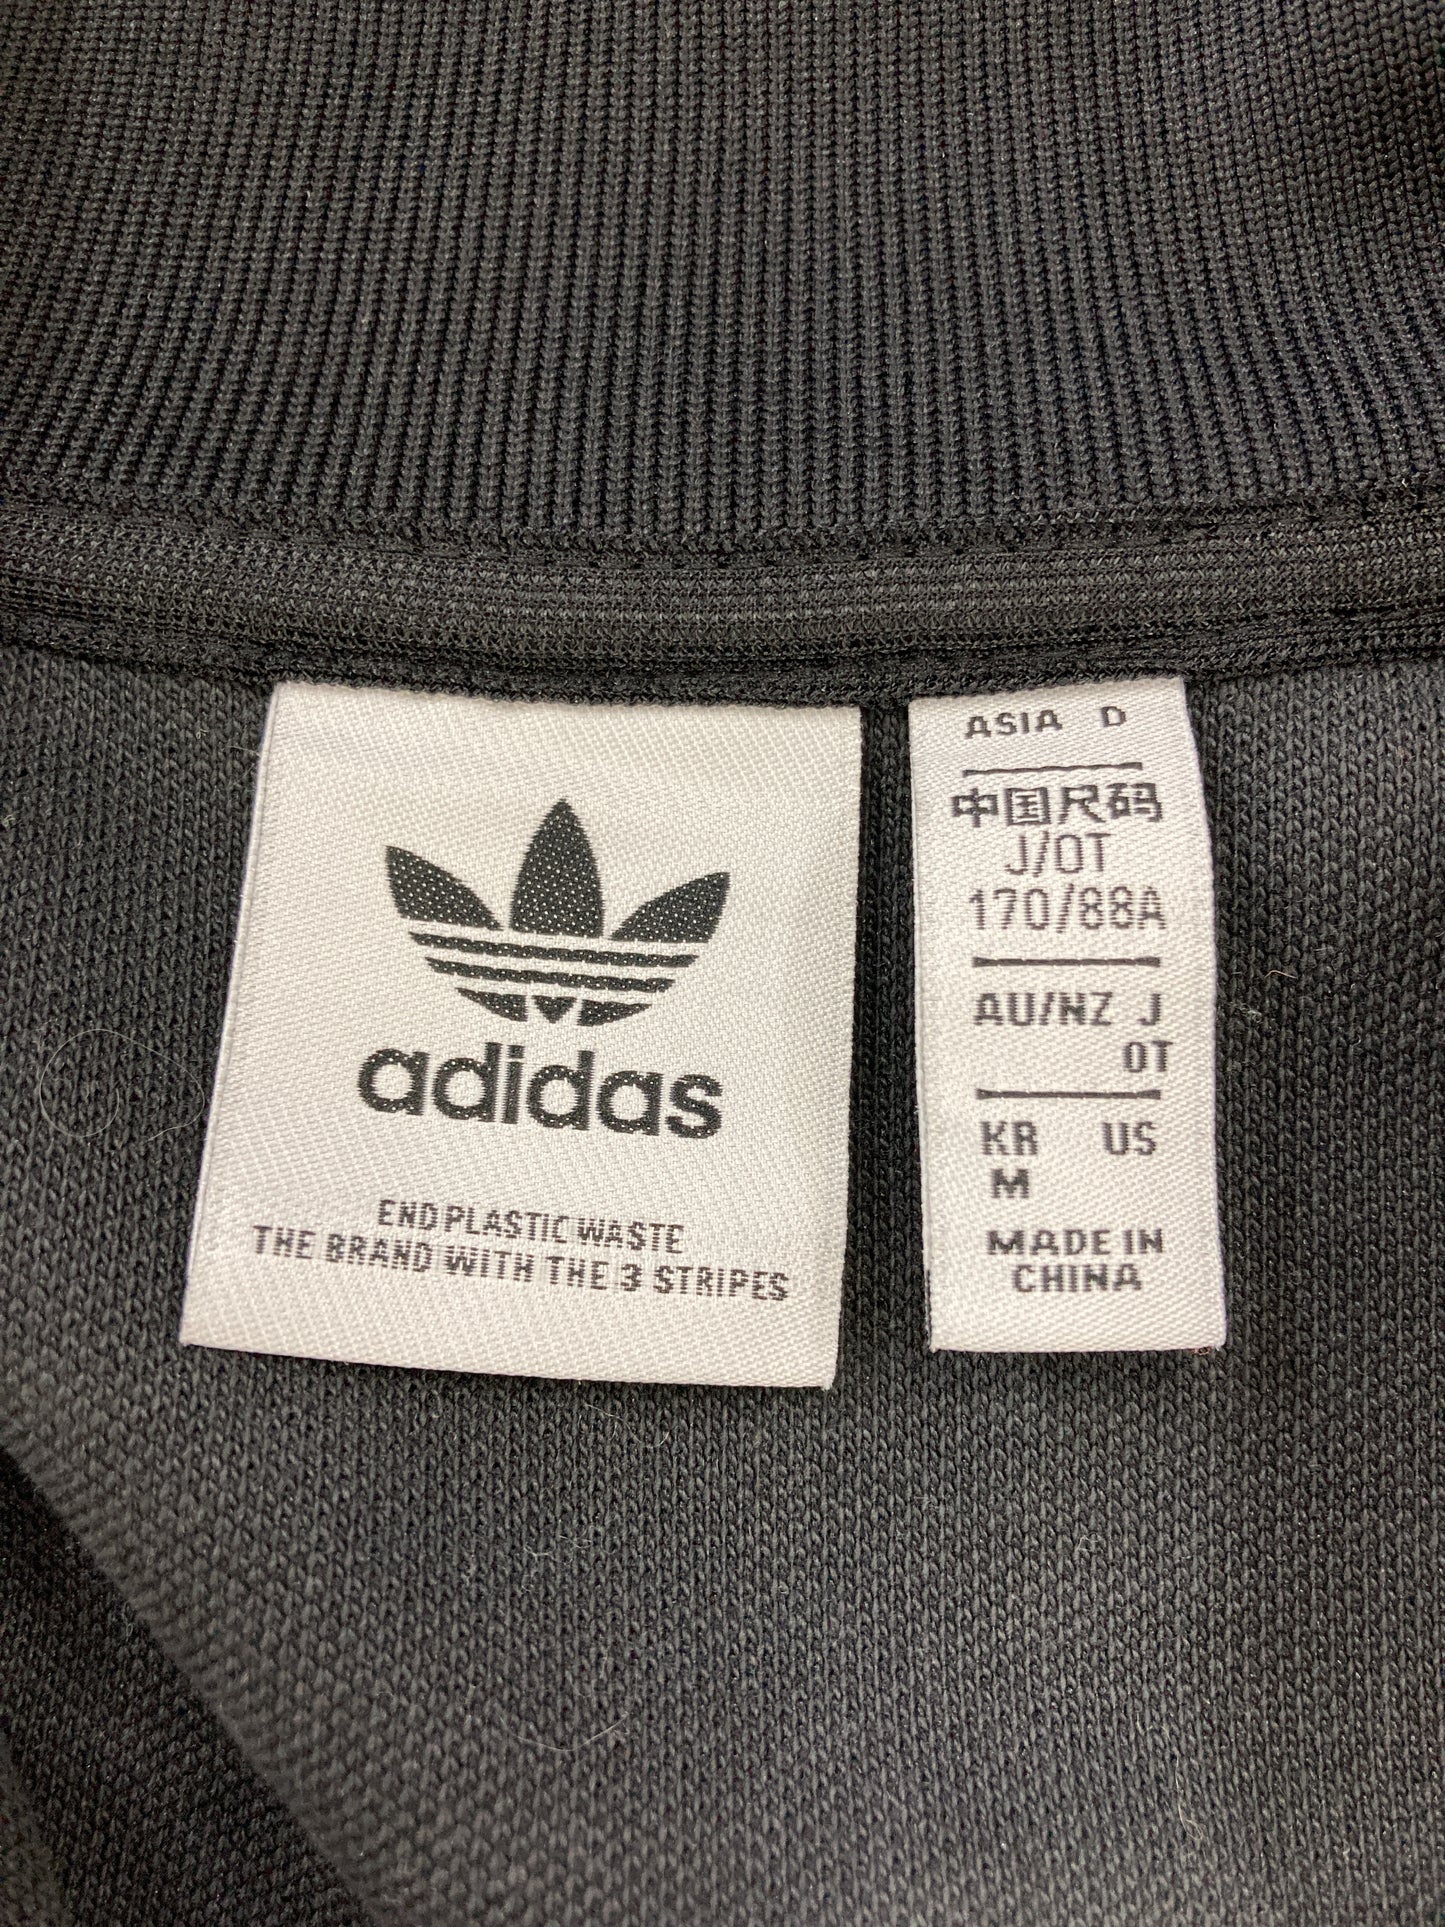 adidas
END PLASTIC WASTE
THE BRAND WITH THE 3 STRIPES
ASIA D
中国尺码
J/OT
170/88A
AU/NZ J
OT
KR US
M
MADE IN
CHINA